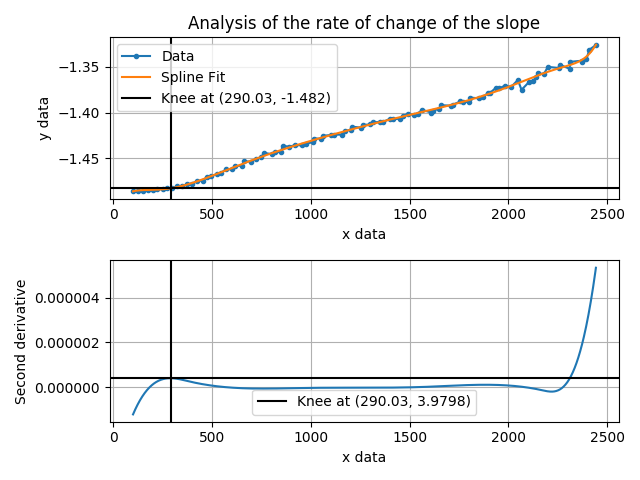 Analysis of the rate of change of the slope
Data
Spline Fit
Knee at (290.03, -1.482)
−1.35
−1.40
−1.45
y data
0 500 1000 1500 2000 2500
x data
0.000004
0.000002
0.000000
Second derivative
Knee at (290.03, 3.9798)
0 500 1000 1500 2000 2500
x data